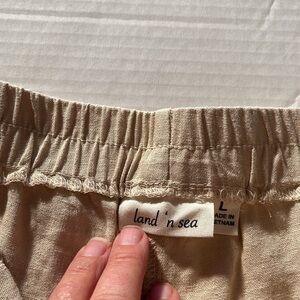 land 'n sea
L
MADE IN
VIETNAM